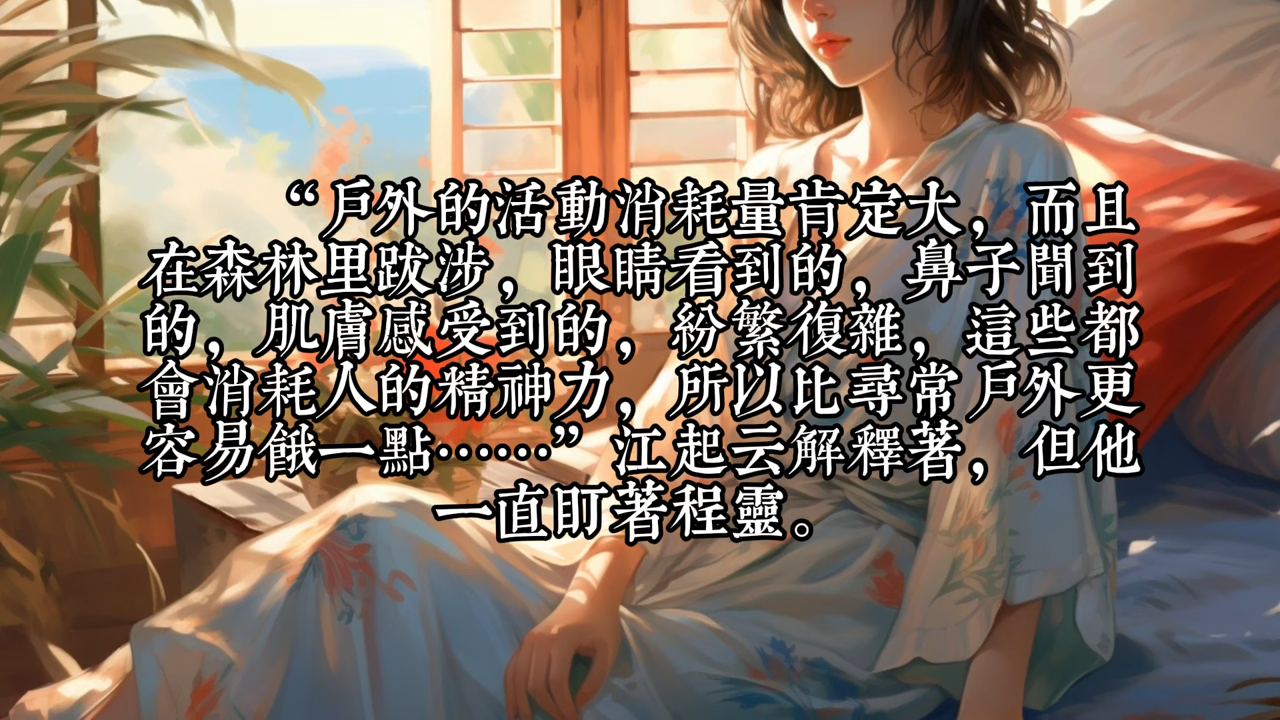 “戶外的活動消耗量肯定大，而且
在森林里跋涉，眼睛看到的，鼻子聞到
的，肌膚感受到的，紛繁復雜，這些都
會消耗人的精神力，所以比尋常戶外更
容易餓一點……”江起云解釋著，但他
一直盯著程靈。